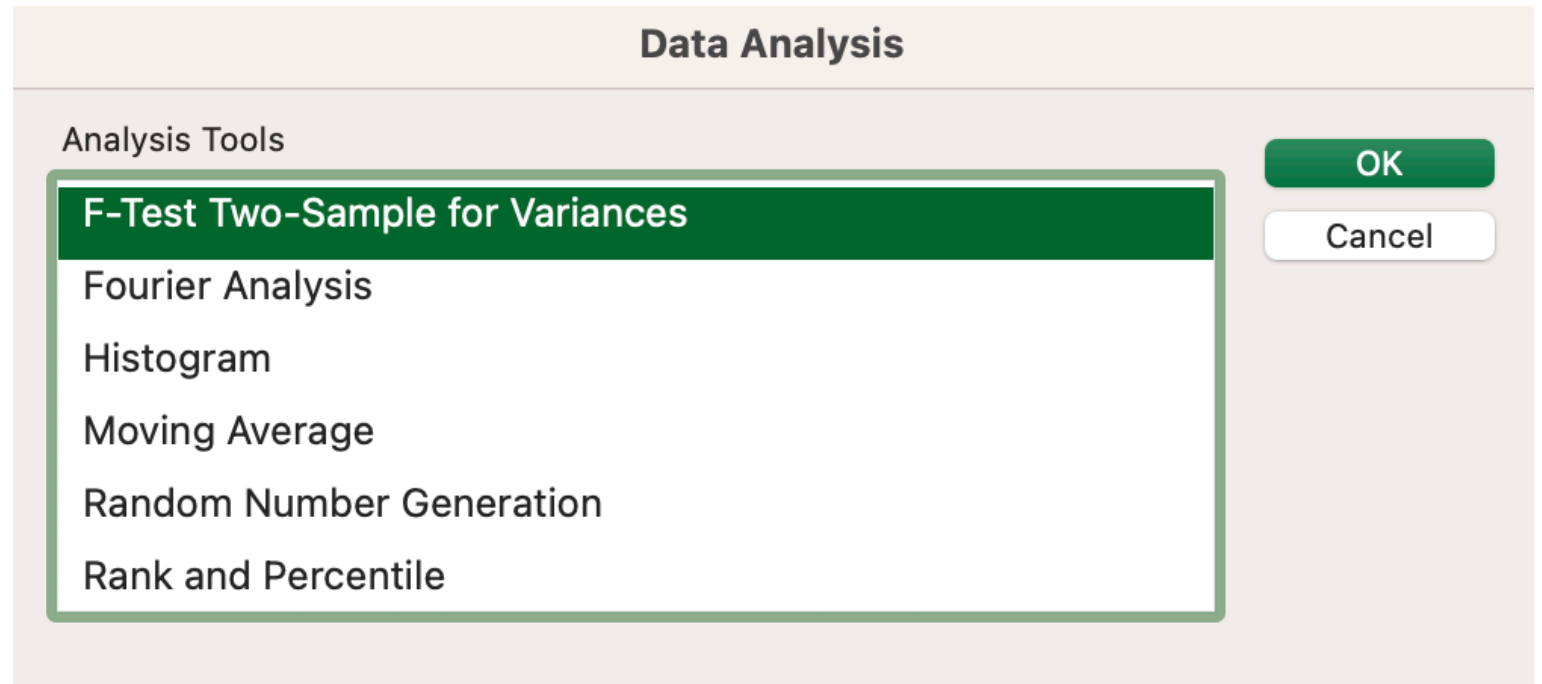 Data Analysis
Analysis Tools
OK
F-Test Two-Sample for Variances
Cancel
Fourier Analysis
Histogram
Moving Average
Random Number Generation
Rank and Percentile